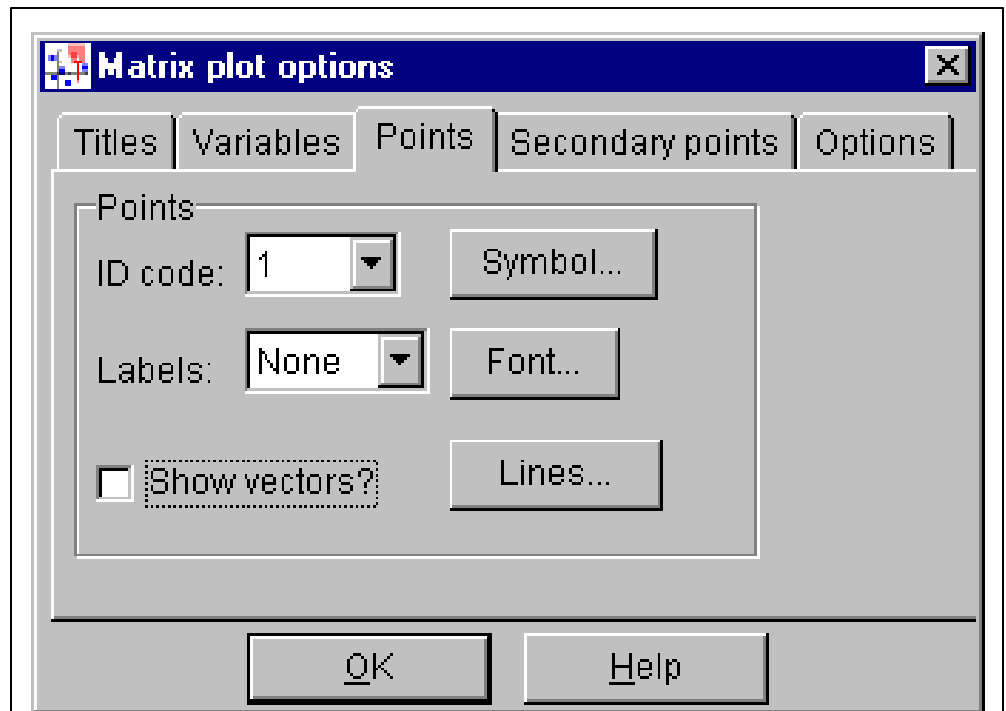 Matrix plot options
Titles Variables Points Secondary points Options
Points
ID code: 1 Symbol...
Labels: None Font...
Show vectors? Lines...
OK Help